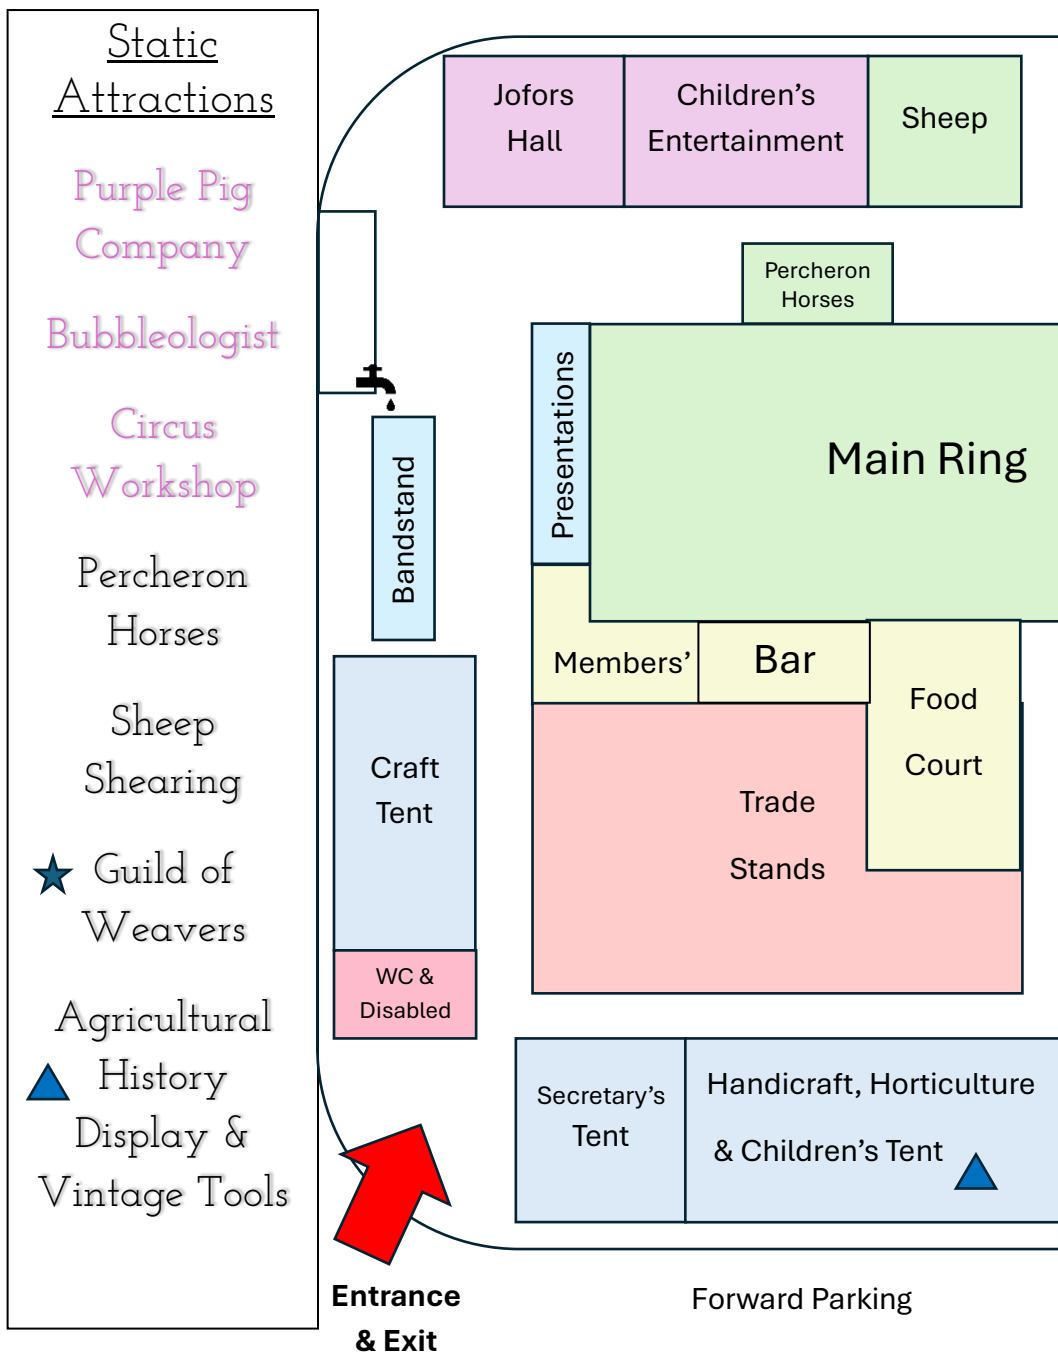 Static
Attractions
Purple Pig
Company
Bubbleologist
Circus
Workshop
Percheron
Horses
Sheep
Shearing
Guild of
Weavers
Agricultural
History
Display &
Vintage Tools
Jofors
Hall
Children's
Entertainment
Sheep
Percheron
Horses
Presentations
Main Ring
Bandstand
Members'
Bar
Food
Court
Craft
Tent
Trade
Stands
WC &
Disabled
Secretary's
Tent
Handicraft, Horticulture
& Children's Tent
Entrance
& Exit
Forward Parking